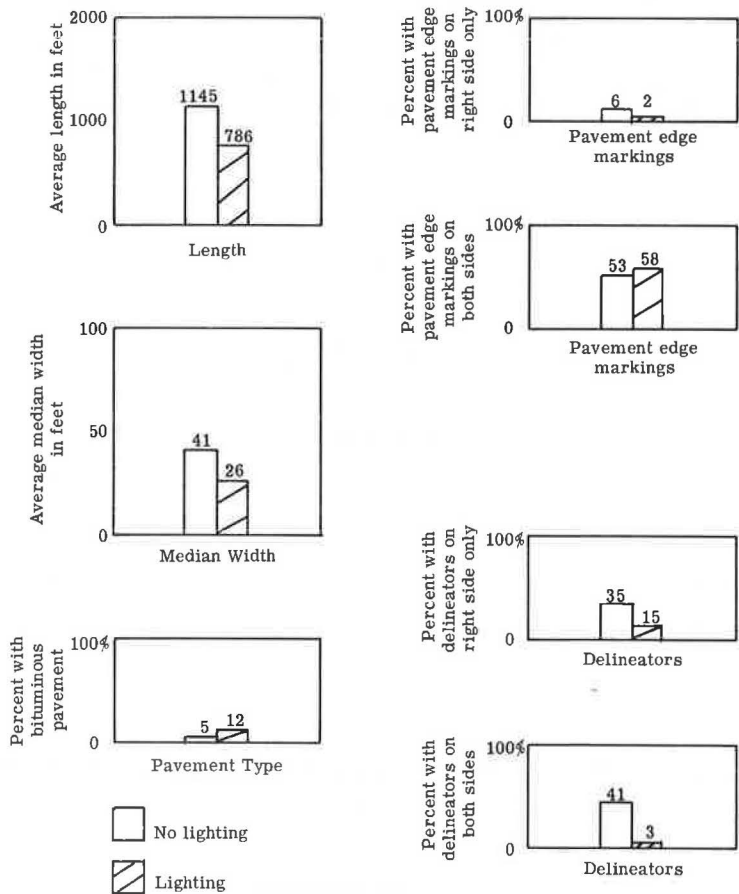 2000
1000
0
Average length in feet
1145
786
Length
100
50
0
Average median width
in feet
41
26
Median Width
100%
0
Percent with
bituminous
pavement
5
12
Pavement Type
No lighting
Lighting
100%
0
Percent with
pavement edge
markings on
right side only
6
2
Pavement edge
markings
100%
0
Percent with
pavement edge
markings on
both sides
53
58
Pavement edge
markings
100%
0
Percent with
delineators on
right side only
35
15
Delineators
100%
0
Percent with
delineators on
both sides
41
3
Delineators